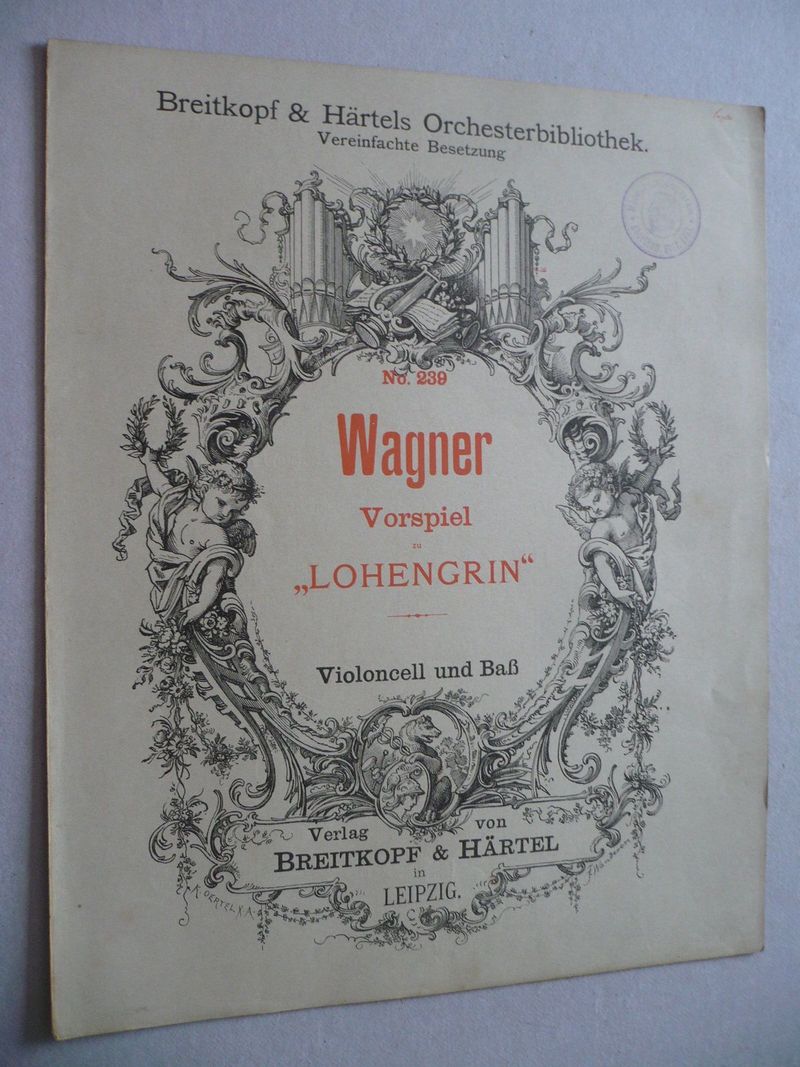 Breitkopf & Härtels Orchesterbibliothek.
Vereinfachte Besetzung
No. 239
Wagner
Vorspiel
zu
„LOHENGRIN“
Violoncell und Baß
Verlag von
BREITKOPF & HÄRTEL
in
LEIPZIG.
K. OERTEL X.A.